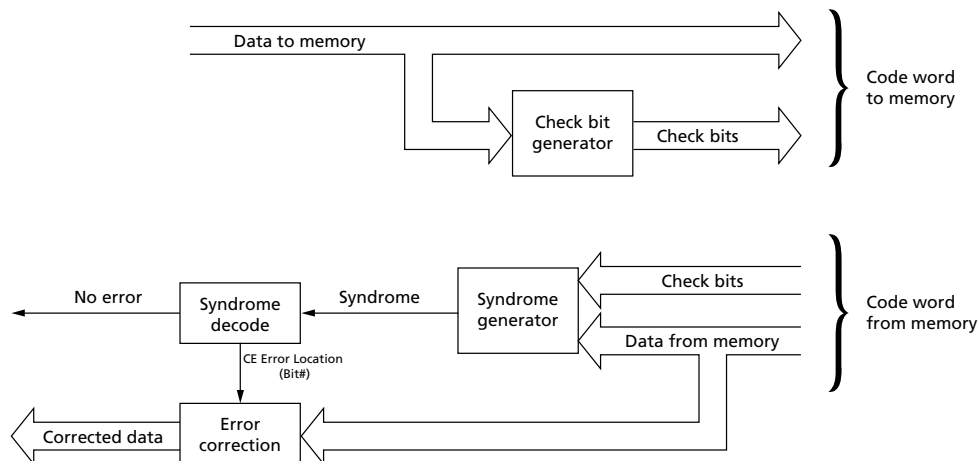 Data to memory
Code word
to memory
Check bit
generator
Check bits
Check bits
No error
Syndrome
decode
Syndrome
Syndrome
generator
Code word
from memory
Data from memory
CE Error Location
(Bit#)
Corrected data
Error
correction